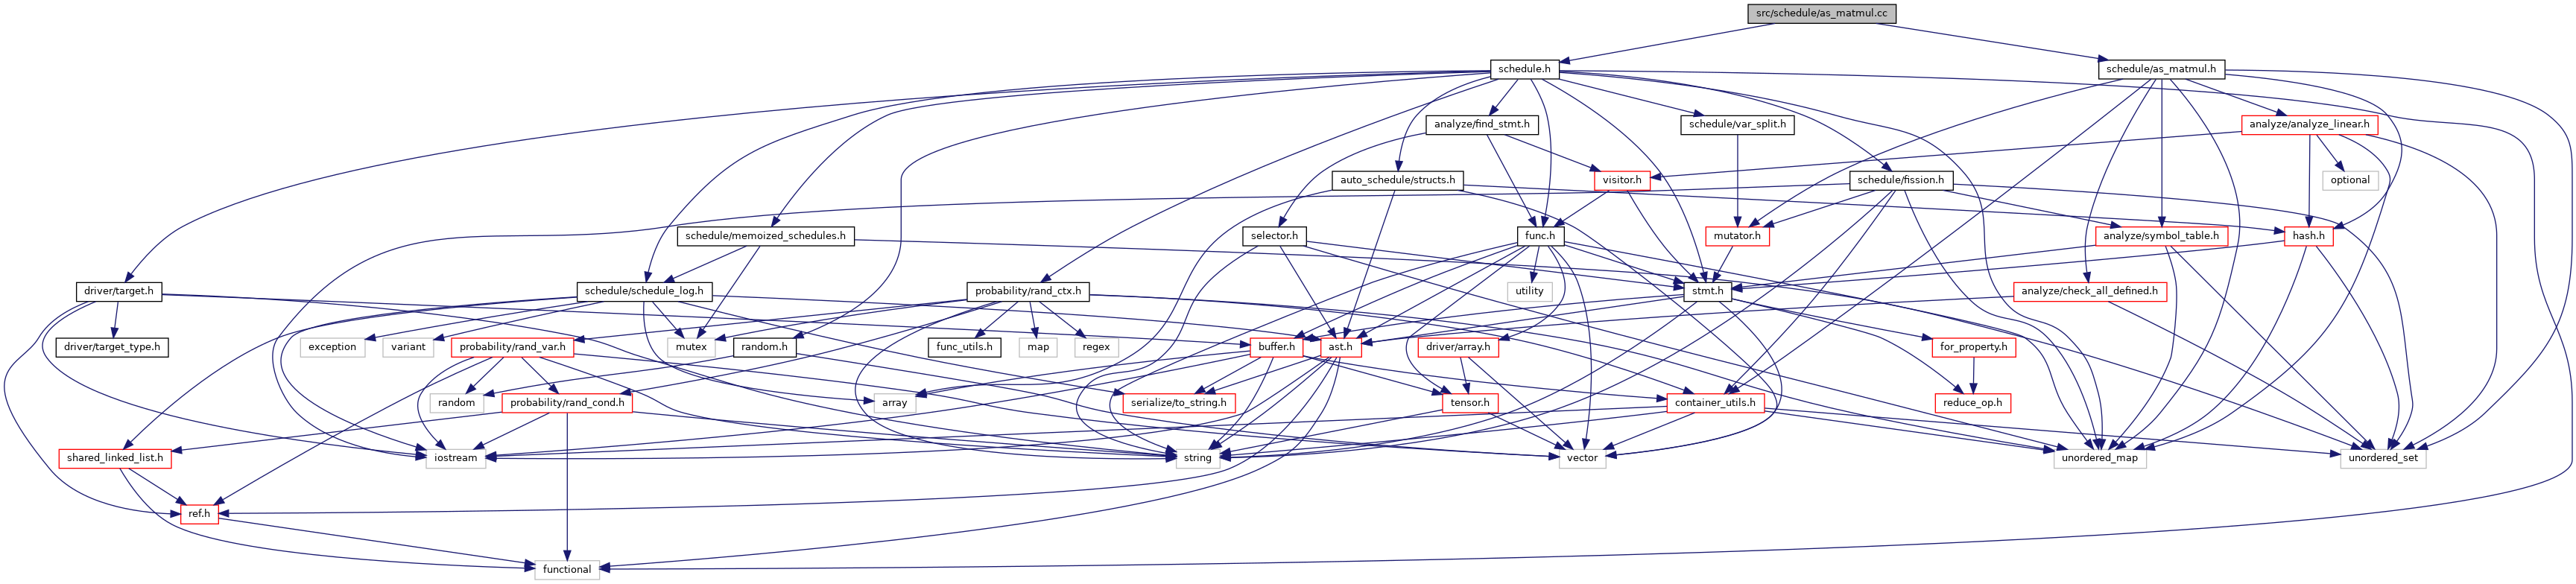 src/schedule/as_matmul.cc
schedule.h
schedule/as_matmul.h
analyze/find_stmt.h
schedule/var_split.h
analyze/analyze_linear.h
auto_schedule/structs.h
visitor.h
schedule/fission.h
optional
schedule/memoized_schedules.h
selector.h
func.h
mutator.h
analyze/symbol_table.h
hash.h
driver/target.h
schedule/schedule_log.h
probability/rand_ctx.h
utility
stmt.h
analyze/check_all_defined.h
driver/target_type.h
exception
variant
probability/rand_var.h
mutex
random.h
func_utils.h
map
regex
buffer.h
ast.h
driver/array.h
for_property.h
random
probability/rand_cond.h
array
serialize/to_string.h
tensor.h
container_utils.h
reduce_op.h
shared_linked_list.h
iostream
string
vector
unordered_map
unordered_set
ref.h
functional